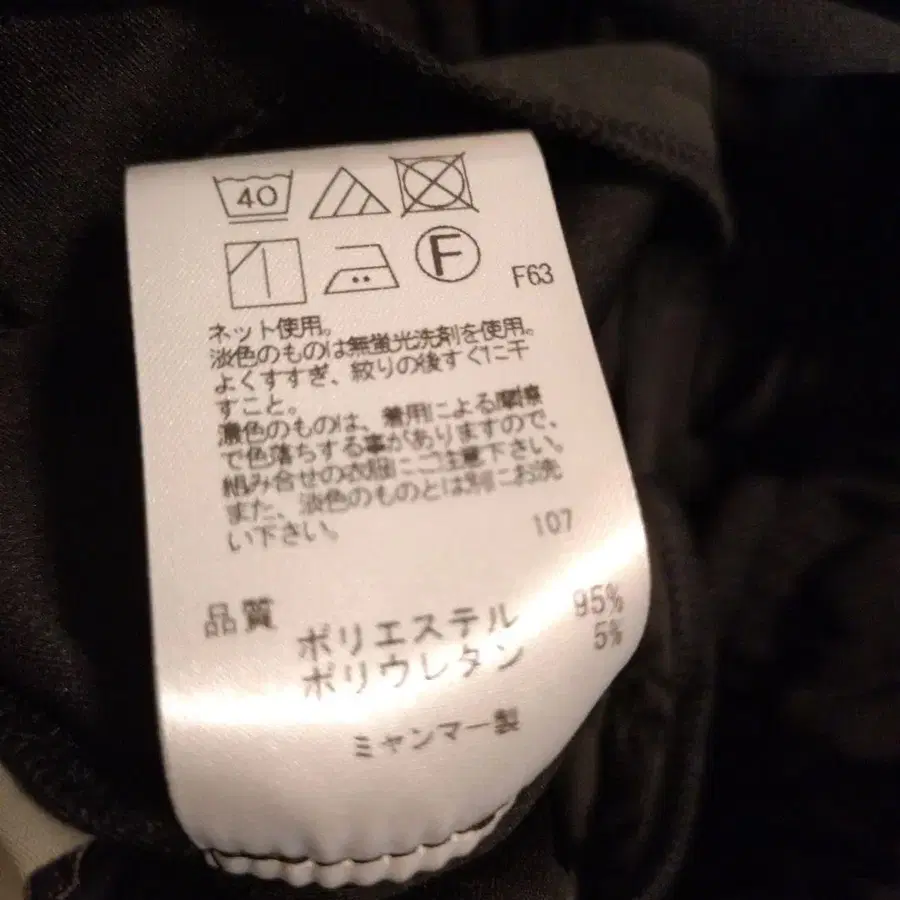 40
F
F63
ネット使用。
淡色のものは無蛍光洗剤を使用。
よくすすぎ、絞りの後すぐに干
すこと。
濃色のものは、着用による摩擦
で色落ちする事がありますので、
組み合せの衣服にご注意下さい。
また、淡色のものとは別にお洗
い下さい。
107
品質
ポリエステル 95%
ポリウレタン 5%
ミャンマー製